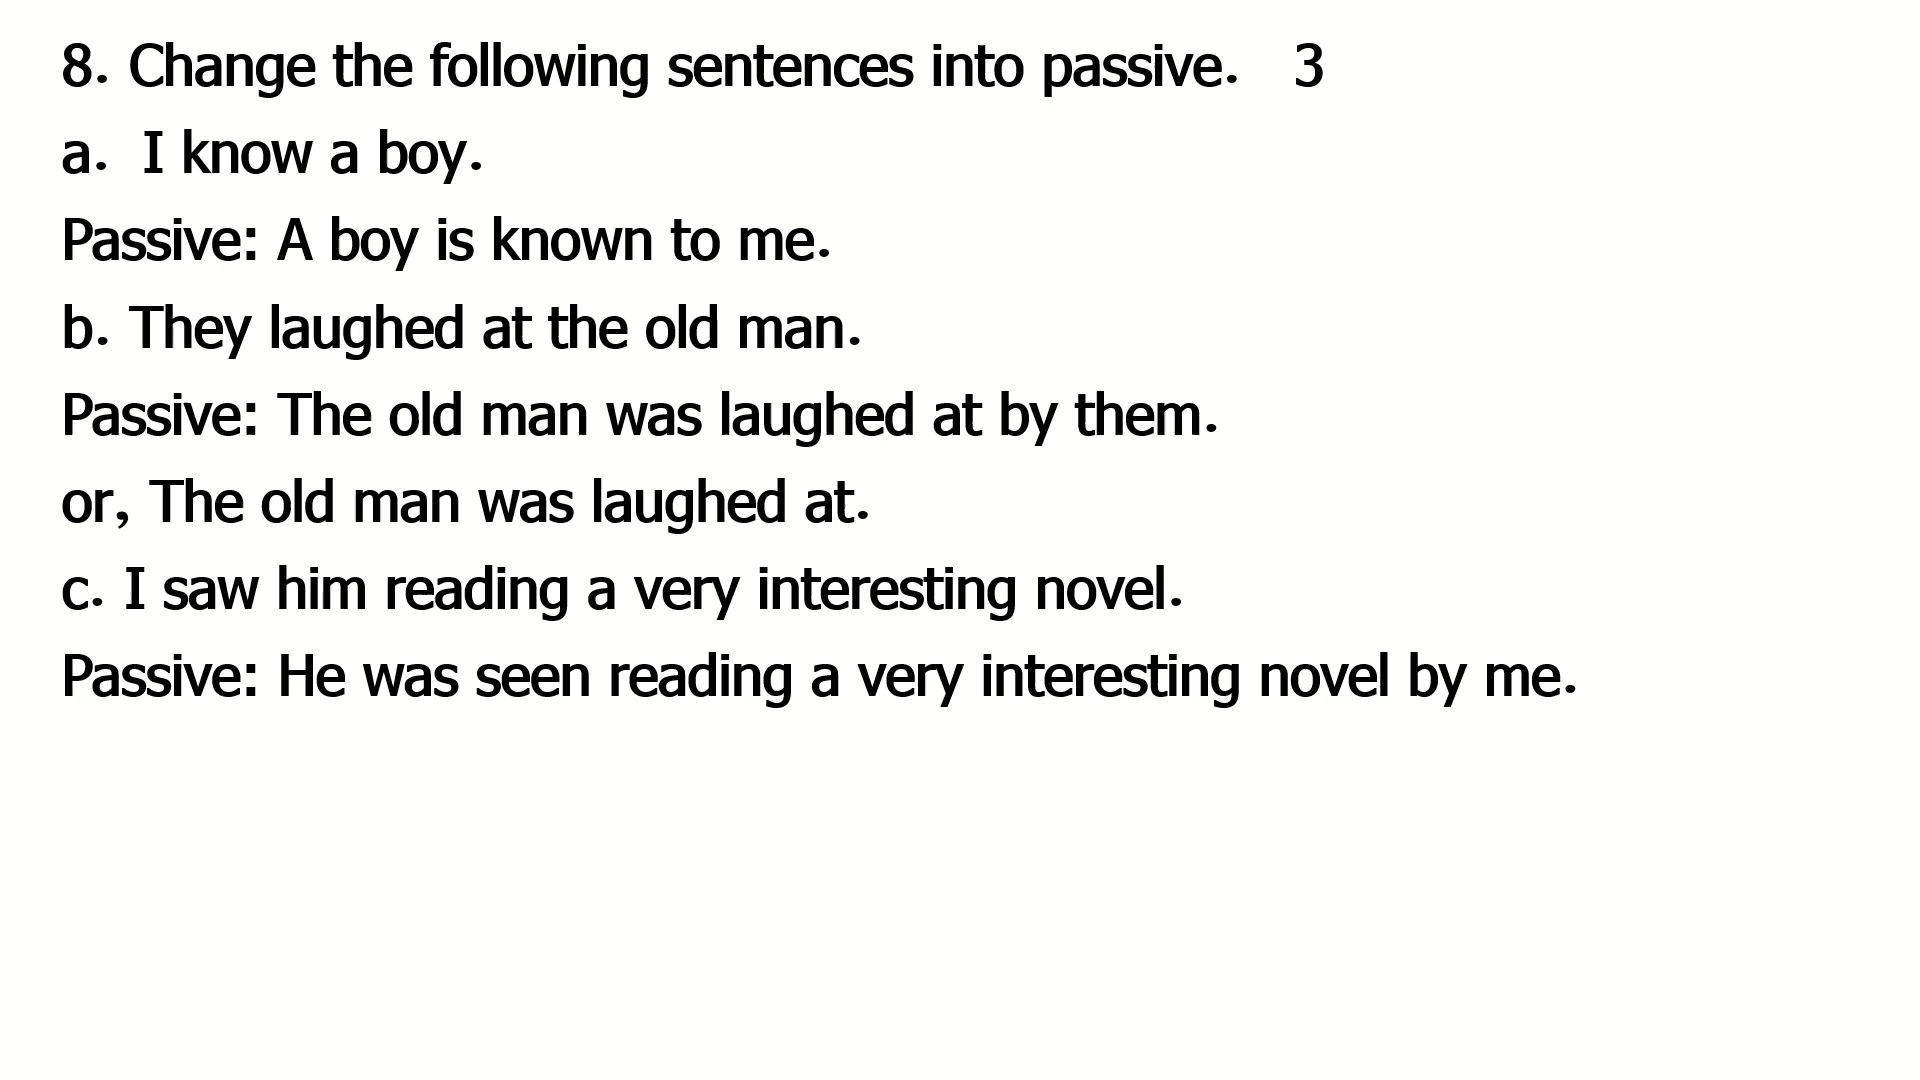 8. Change the following sentences into passive. 3
a. I know a boy.
Passive: A boy is known to me.
b. They laughed at the old man.
Passive: The old man was laughed at by them.
or, The old man was laughed at.
c. I saw him reading a very interesting novel.
Passive: He was seen reading a very interesting novel by me.